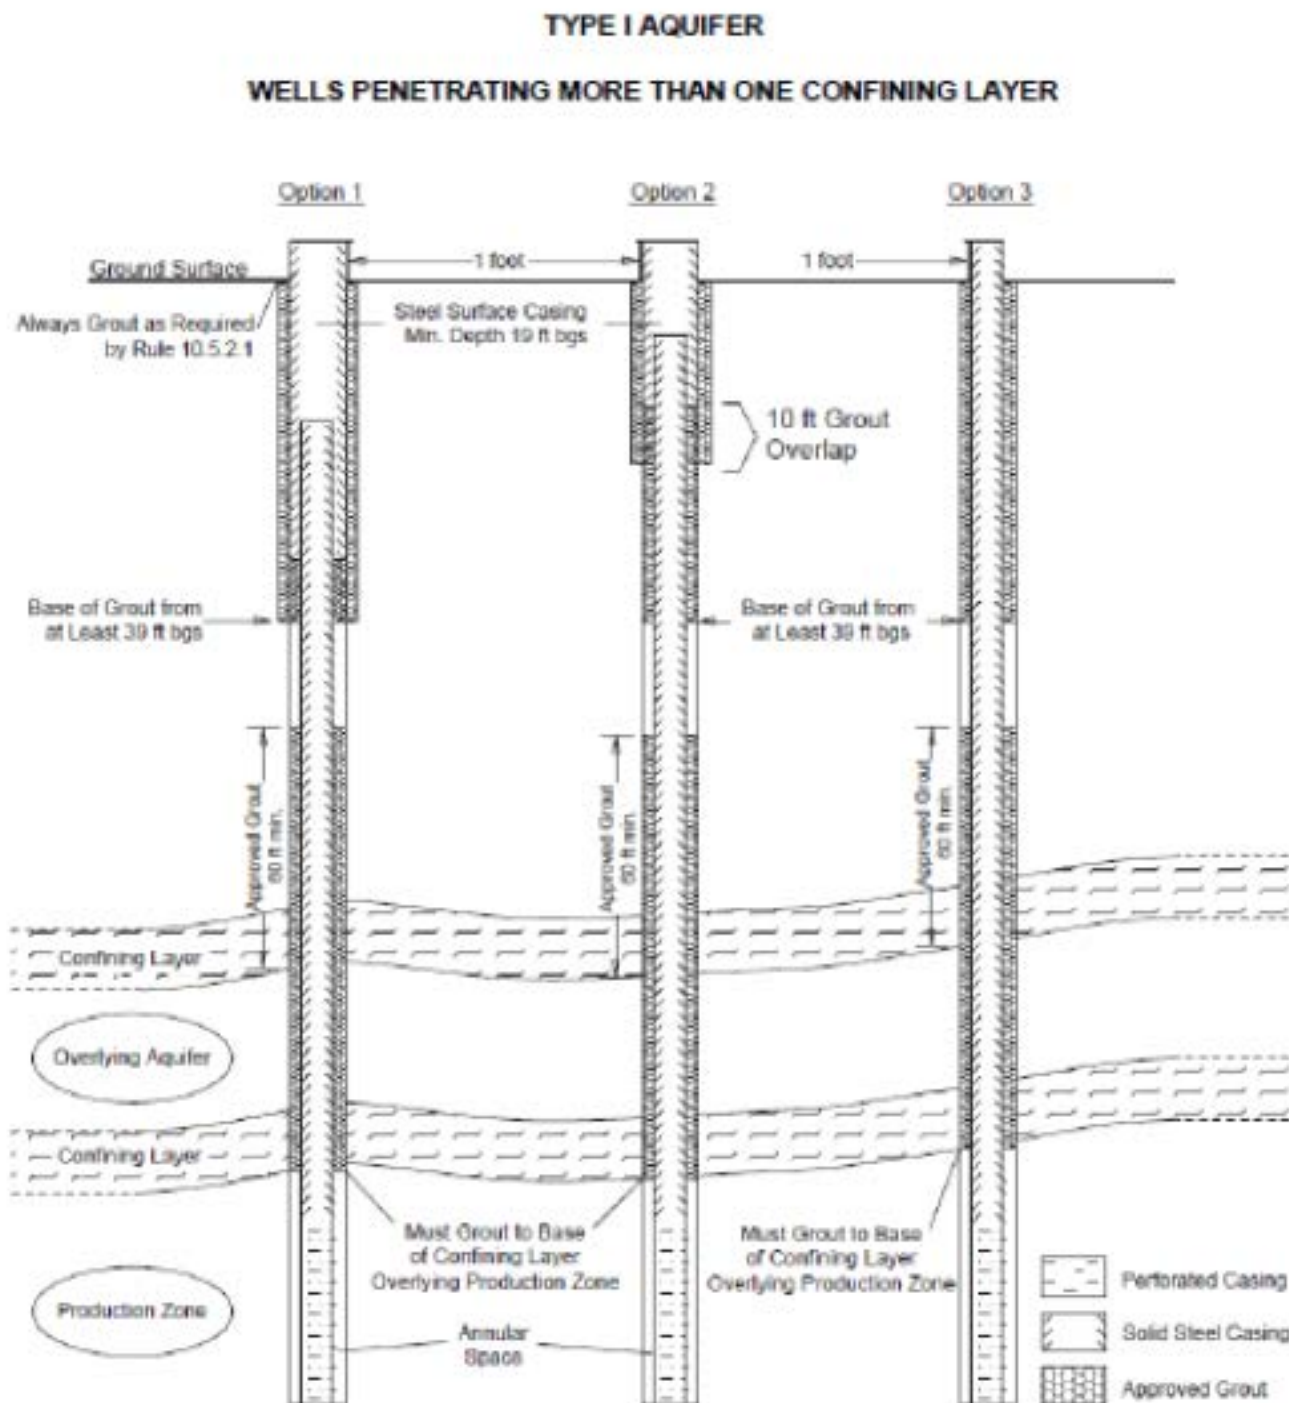 TYPE I AQUIFER
WELLS PENETRATING MORE THAN ONE CONFINING LAYER
Option 1
Option 2
Option 3
Ground Surface
1 foot
1 foot
Always Grout as Required
by Rule 10.5.2.1
Steel Surface Casing
Min. Depth 19 ft bgs
10 ft Grout
Overlap
Base of Grout from
at Least 39 ft bgs
Base of Grout from
at Least 39 ft bgs
Approved Grout
60 ft min.
Approved Grout
60 ft min.
Approved Grout
60 ft min.
Confining Layer
Overlying Aquifer
Confining Layer
Must Grout to Base
of Confining Layer
Overlying Production Zone
Must Grout to Base
of Confining Layer
Overlying Production Zone
Production Zone
Annular
Space
Perforated Casing
Solid Steel Casing
Approved Grout